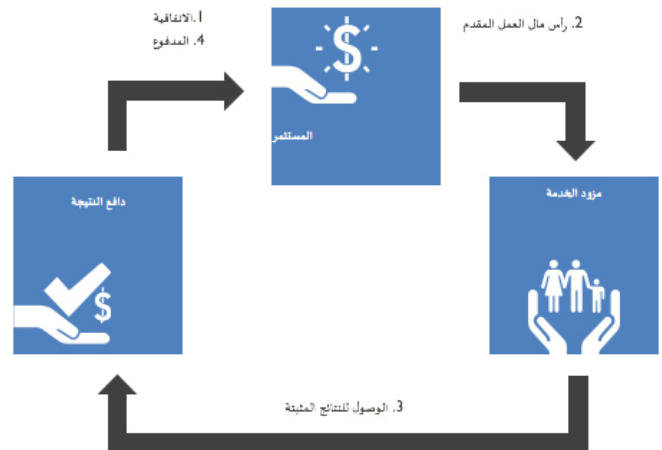 1.الاتفاقية
4. المدفوع
2. رأس مال العمل المقدم
المستثمر
دافع النتيجة
مزود الخدمة
3. الوصول للنتائج المثبتة